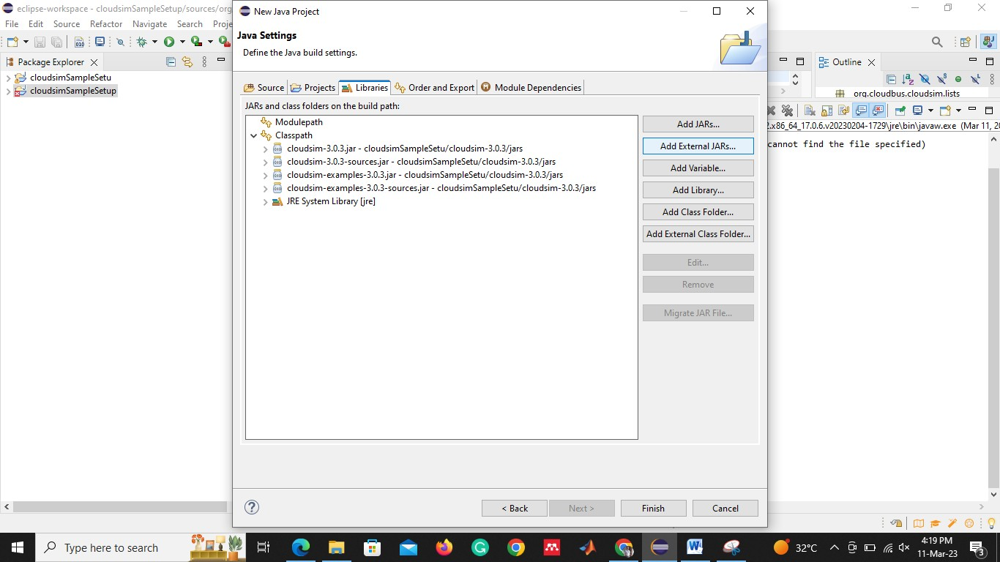 eclipse-workspace - cloudsimSampleSetup/sources/org
New Java Project
File Edit Source Refactor Navigate Search Proje
Java Settings
Define the Java build settings.
Package Explorer
Outline
cloudsimSampleSetu
cloudsimSampleSetup
Source Projects Libraries Order and Export Module Dependencies
org.cloudbus.cloudsim.lists
JARs and class folders on the build path:
Modulepath
Classpath
cloudsim-3.0.3.jar - cloudsimSampleSetu/cloudsim-3.0.3/jars
cloudsim-3.0.3-sources.jar - cloudsimSampleSetu/cloudsim-3.0.3/jars
cloudsim-examples-3.0.3.jar - cloudsimSampleSetu/cloudsim-3.0.3/jars
cloudsim-examples-3.0.3-sources.jar - cloudsimSampleSetu/cloudsim-3.0.3/jars
JRE System Library [jre]
Add JARs...
Add External JARs...
Add Variable...
Add Library...
Add Class Folder...
Add External Class Folder...
Edit...
Remove
Migrate JAR File...
2.x86_64_17.0.6.v20230204-1729\jre\bin\javaw.exe (Mar 11, 20
cannot find the file specified)
< Back Next > Finish Cancel
Type here to search
32°C
4:19 PM
11-Mar-23
3